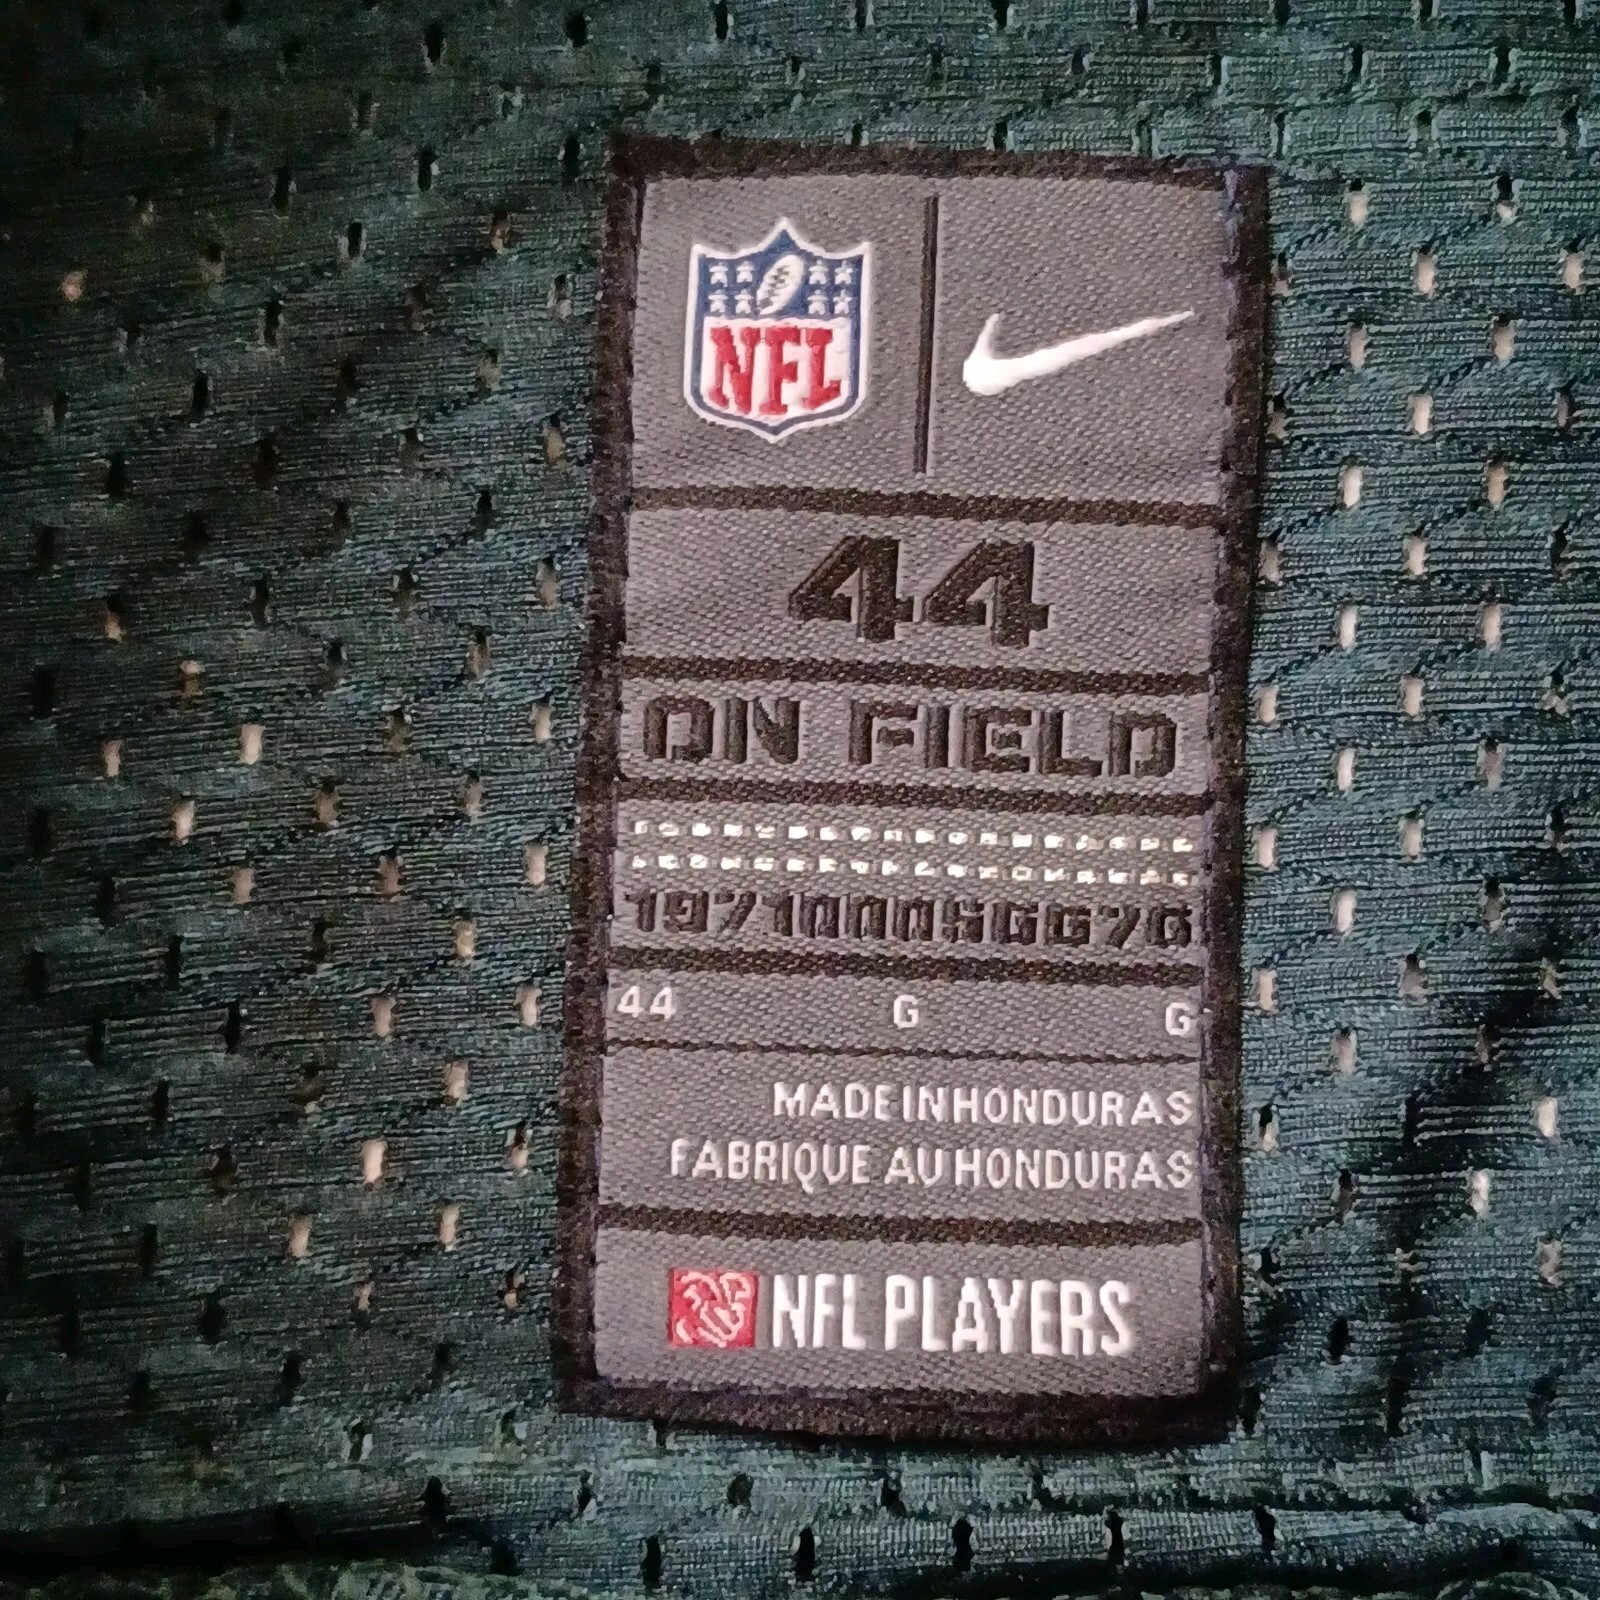 NFL
44
ON FIELD
44 G G
MADE IN HONDURAS
FABRIQUE AU HONDURAS
NFL PLAYERS